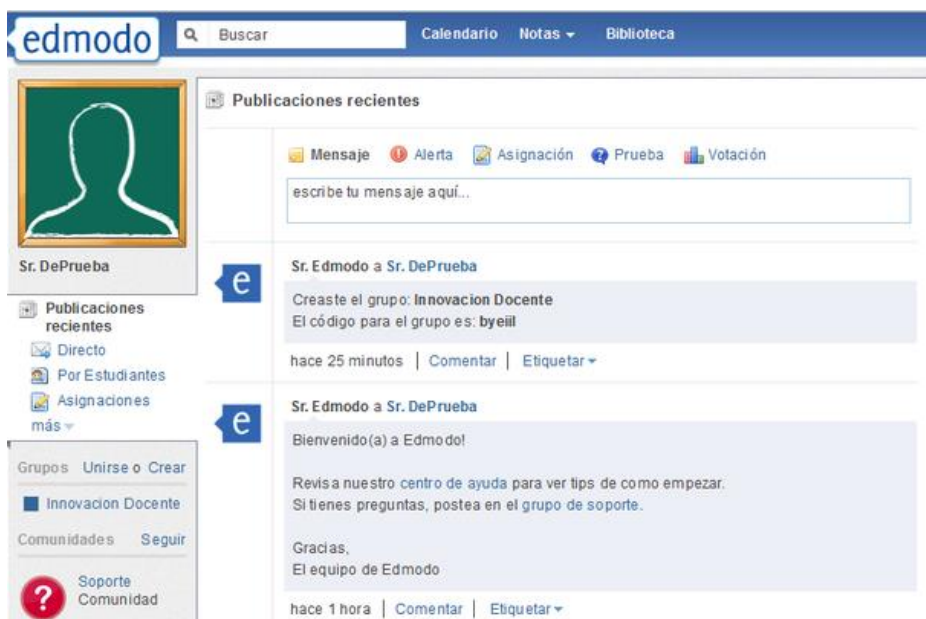 edmodo
Buscar
Calendario Notas Biblioteca
Sr. DePrueba
Publicaciones
recientes
Directo
Por Estudiantes
Asignaciones
más
Grupos Unirse o Crear
Innovacion Docente
Comunidades Seguir
Soporte
Comunidad
Publicaciones recientes
Mensaje Alerta Asignación Prueba Votación
escribe tu mensaje aquí...
Sr. Edmodo a Sr. DePrueba
Creaste el grupo: Innovacion Docente
El código para el grupo es: byeiil
hace 25 minutos | Comentar | Etiquetar
Sr. Edmodo a Sr. DePrueba
Bienvenido(a) a Edmodo!
Revisa nuestro centro de ayuda para ver tips de como empezar.
Si tienes preguntas, postea en el grupo de soporte.
Gracias,
El equipo de Edmodo
hace 1 hora | Comentar | Etiquetar